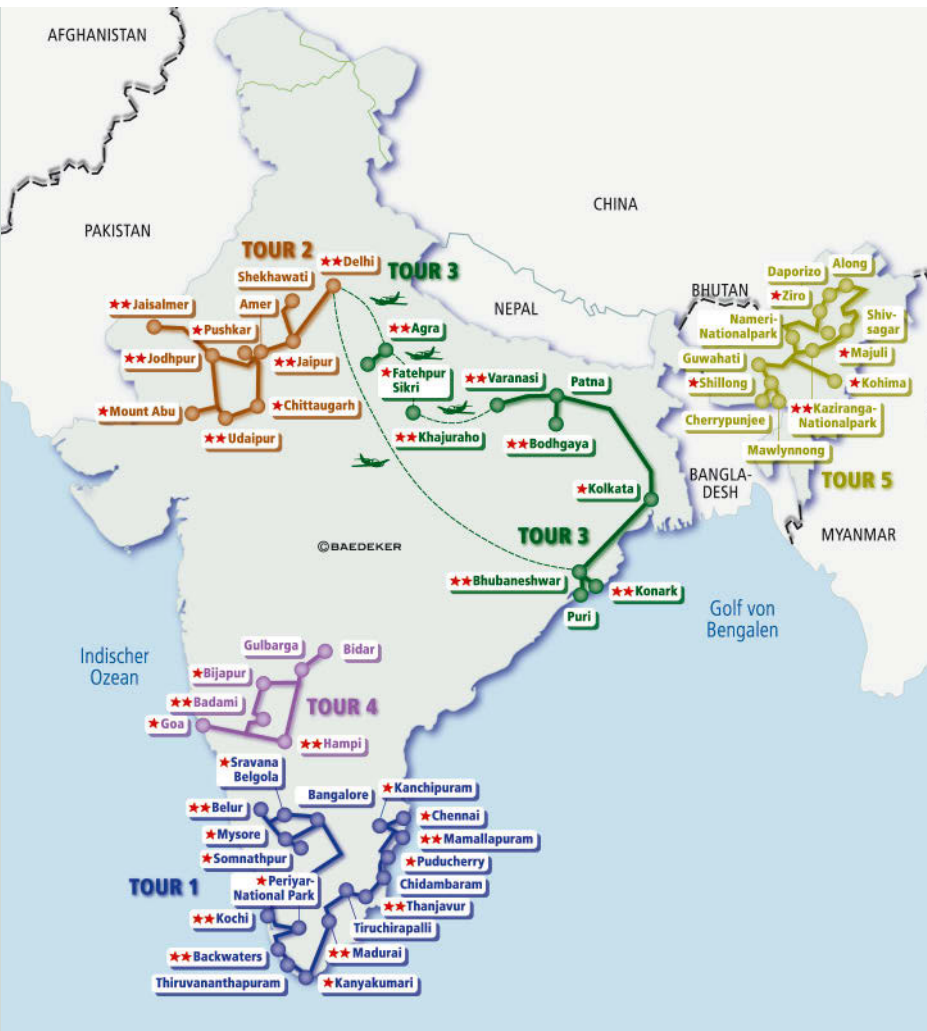 AFGHANISTAN
CHINA
PAKISTAN
TOUR 2
★★Delhi
TOUR 3
Shekhawati
Along
Daporizo
BHUTAN
★★Jaisalmer
Amer
NEPAL
★Ziro
★Pushkar
★★Agra
Nameri-
Nationalpark
Shiv-
sagar
★★Jodhpur
★★Jaipur
★Fatehpur
Sikri
★★Varanasi
Patna
Guwahati
★Majuli
★Shillong
★Kohima
★Mount Abu
★Chittaugarh
★★Udaipur
★★Khajuraho
★★Bodhgaya
Cherrypunjee
★★Kaziranga-
Nationalpark
Mawlynnong
BANGLA-
DESH
TOUR 5
★Kolkata
MYANMAR
TOUR 3
©BAEDEKER
★★Bhubaneshwar
★★Konark
Puri
Golf von
Bengalen
Indischer
Ozean
Gulbarga
Bidar
★Bijapur
★★Badami
TOUR 4
★Goa
★★Hampi
★Sravana
Belgola
Bangalore
★Kanchipuram
★★Belur
★Chennai
★Mysore
★★Mamallapuram
★Somnathpur
★Puducherry
TOUR 1
★Periyar-
National Park
Chidambaram
★★Thanjavur
★★Kochi
Tiruchirapalli
★★Backwaters
★★Madurai
Thiruvananthapuram
★Kanyakumari